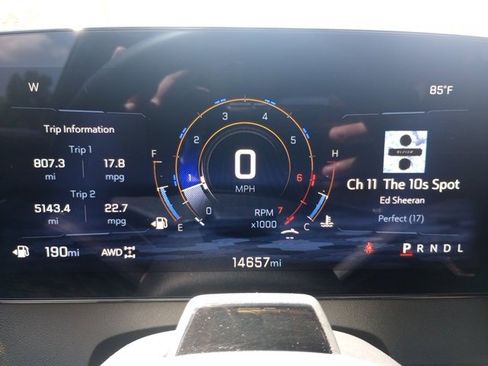 W
85°F
Trip Information
Trip 1
807.3 17.8
mi mpg
Trip 2
5143.4 22.7
mi mpg
190mi AWD
F
E
0
1
2
3
4
5
6
7
0
MPH
RPM
x1000
H
C
14657mi
Ch 11 The 10s Spot
Ed Sheeran
Perfect (17)
PRNDL